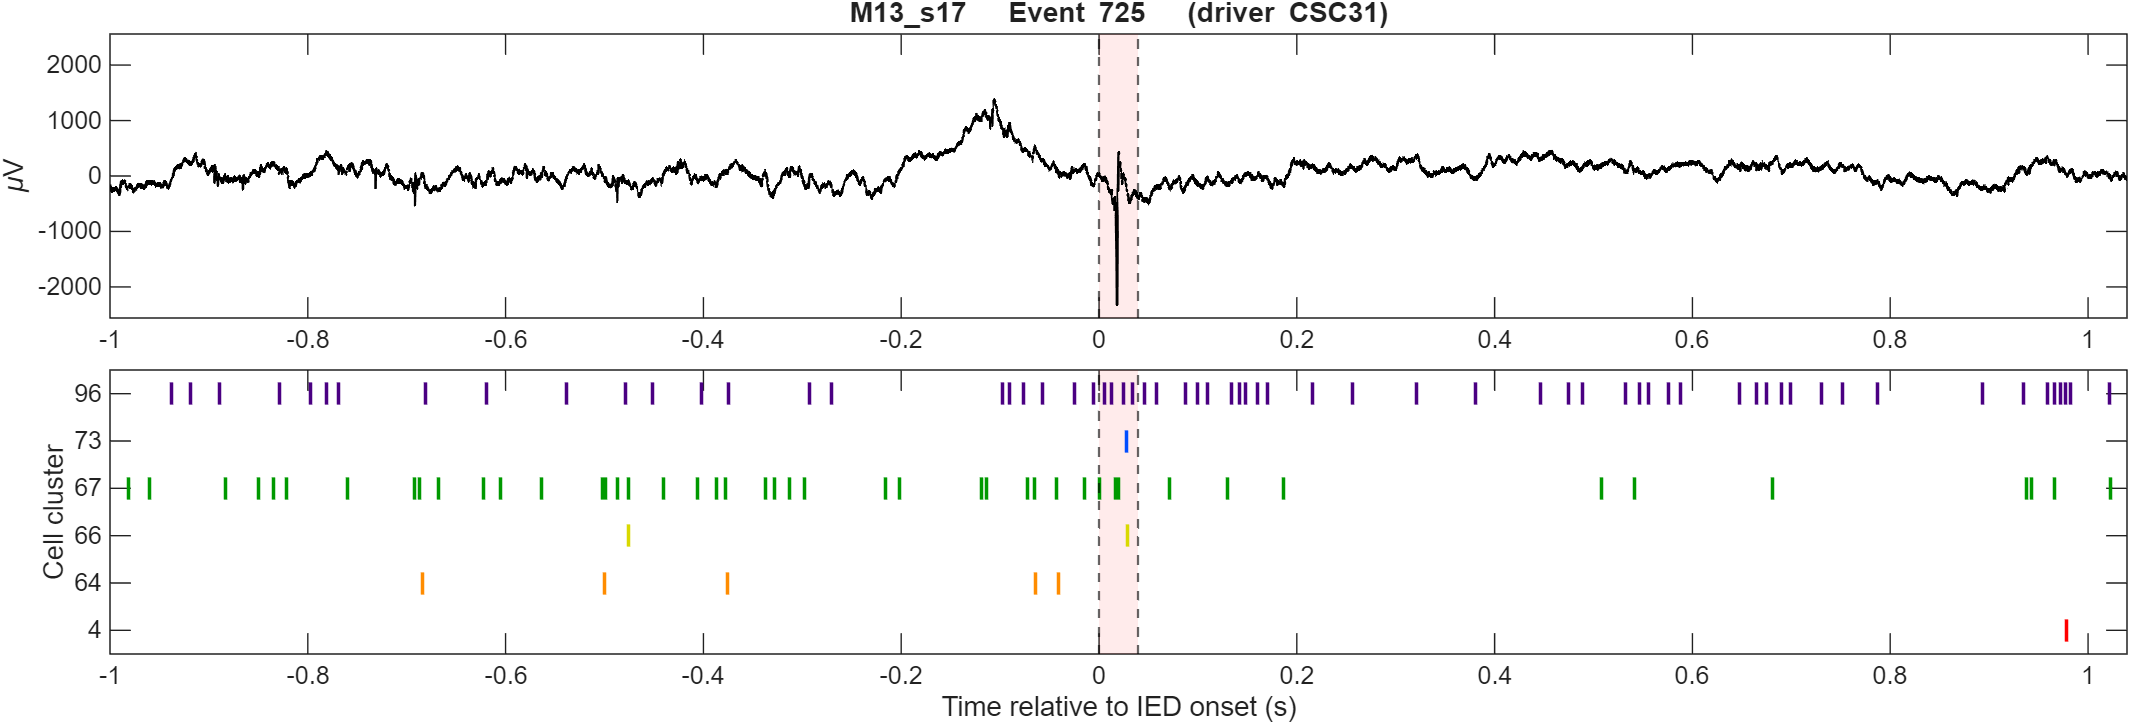 M13_s17 Event 725 (driver CSC31)
2000
1000
0
-1000
-2000
µV
-1 -0.8 -0.6 -0.4 -0.2 0 0.2 0.4 0.6 0.8 1
96
73
67
66
64
4
Cell cluster
-1 -0.8 -0.6 -0.4 -0.2 0 0.2 0.4 0.6 0.8 1
Time relative to IED onset (s)